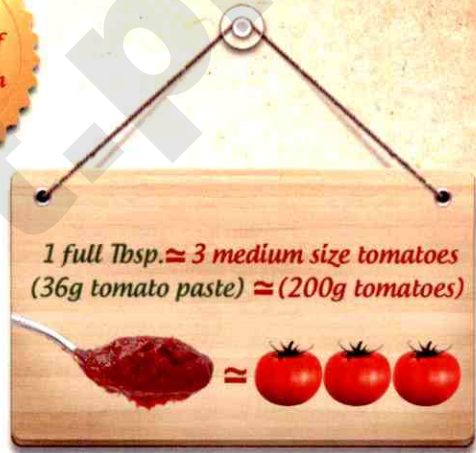 1 full Tbsp.≃ 3 medium size tomatoes
(36g tomato paste) ≃ (200g tomatoes)
≃